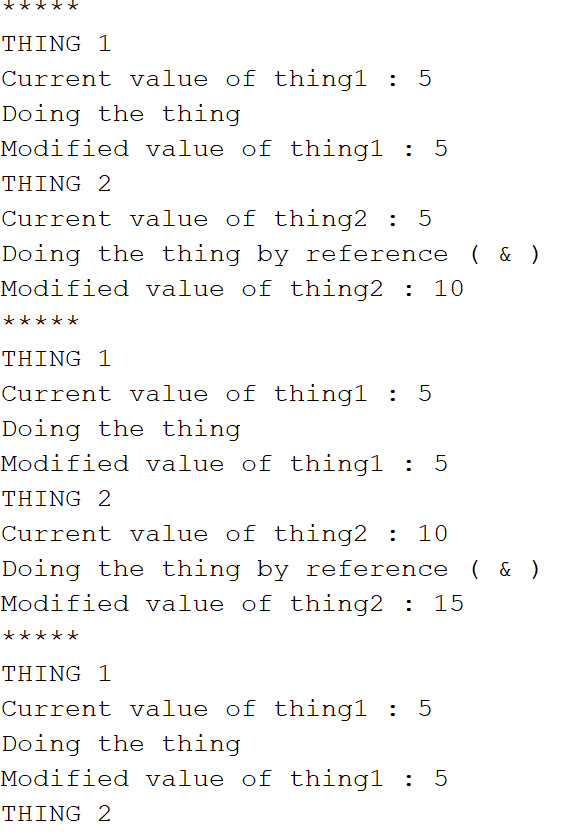 *****
THING 1
Current value of thing1 : 5
Doing the thing
Modified value of thing1 : 5
THING 2
Current value of thing2 : 5
Doing the thing by reference ( & )
Modified value of thing2 : 10
*****
THING 1
Current value of thing1 : 5
Doing the thing
Modified value of thing1 : 5
THING 2
Current value of thing2 : 10
Doing the thing by reference ( & )
Modified value of thing2 : 15
*****
THING 1
Current value of thing1 : 5
Doing the thing
Modified value of thing1 : 5
THING 2